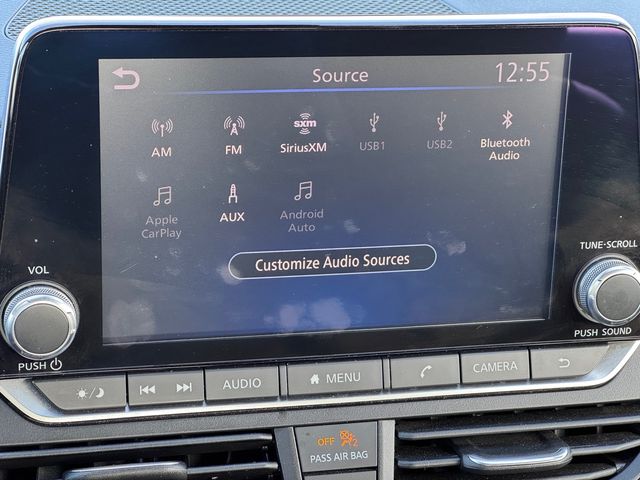 Source
12:55
AM
FM
sxm
SiriusXM
USB1
USB2
Bluetooth
Audio
Apple
CarPlay
AUX
Android
Auto
Customize Audio Sources
VOL
PUSH
TUNE·SCROLL
PUSH SOUND
AUDIO
MENU
CAMERA
OFF 2
PASS AIR BAG